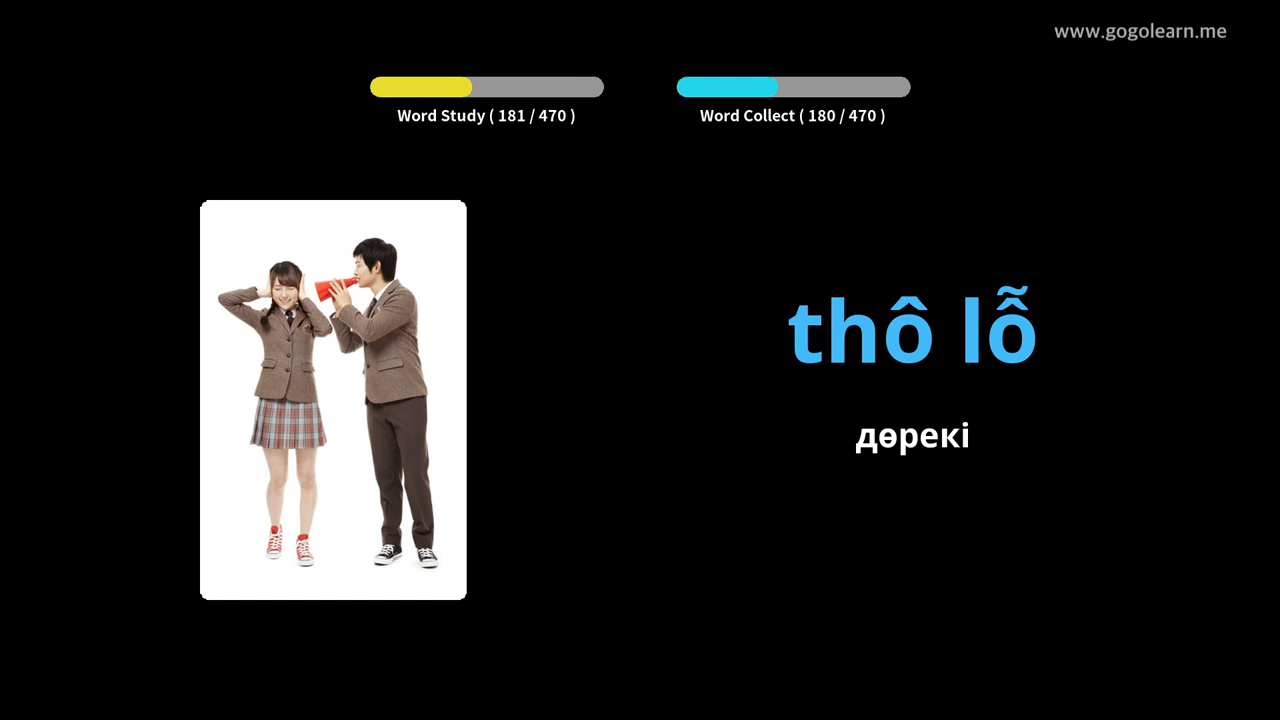 www.gogolearn.me
Word Study ( 181 / 470 )
Word Collect ( 180 / 470 )
thô lỗ
дөрекі